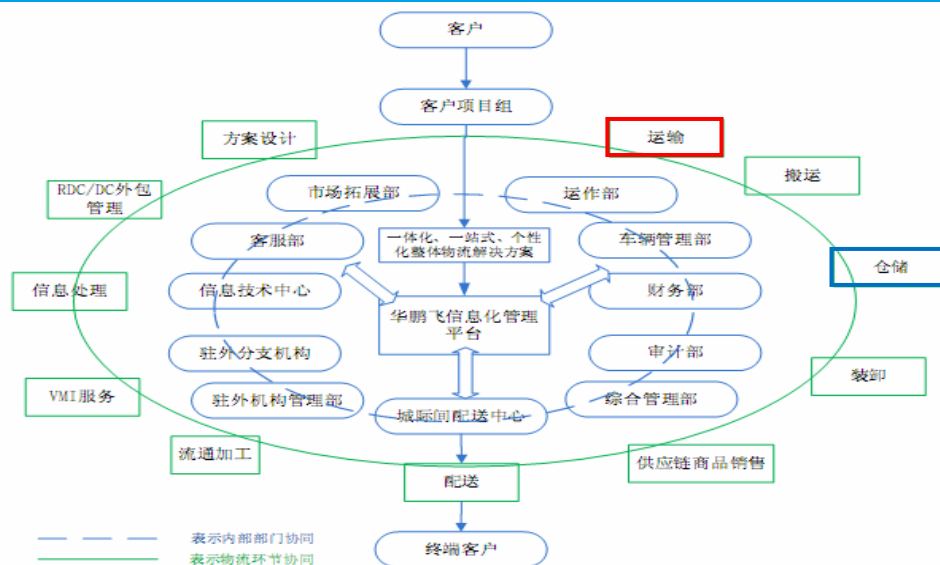 客户
客户项目组
方案设计
运输
搬运
RDC/DC外包
管理
市场拓展部
运作部
客服部
一体化、一站式、个性
化整体物流解决方案
车辆管理部
仓储
信息处理
信息技术中心
华鹏飞信息化管理
平台
财务部
驻外分支机构
审计部
装卸
VMI服务
驻外机构管理部
城际间配送中心
综合管理部
流通加工
配送
供应链商品销售
表示内部部门协同
终端客户
表示物流环节协同